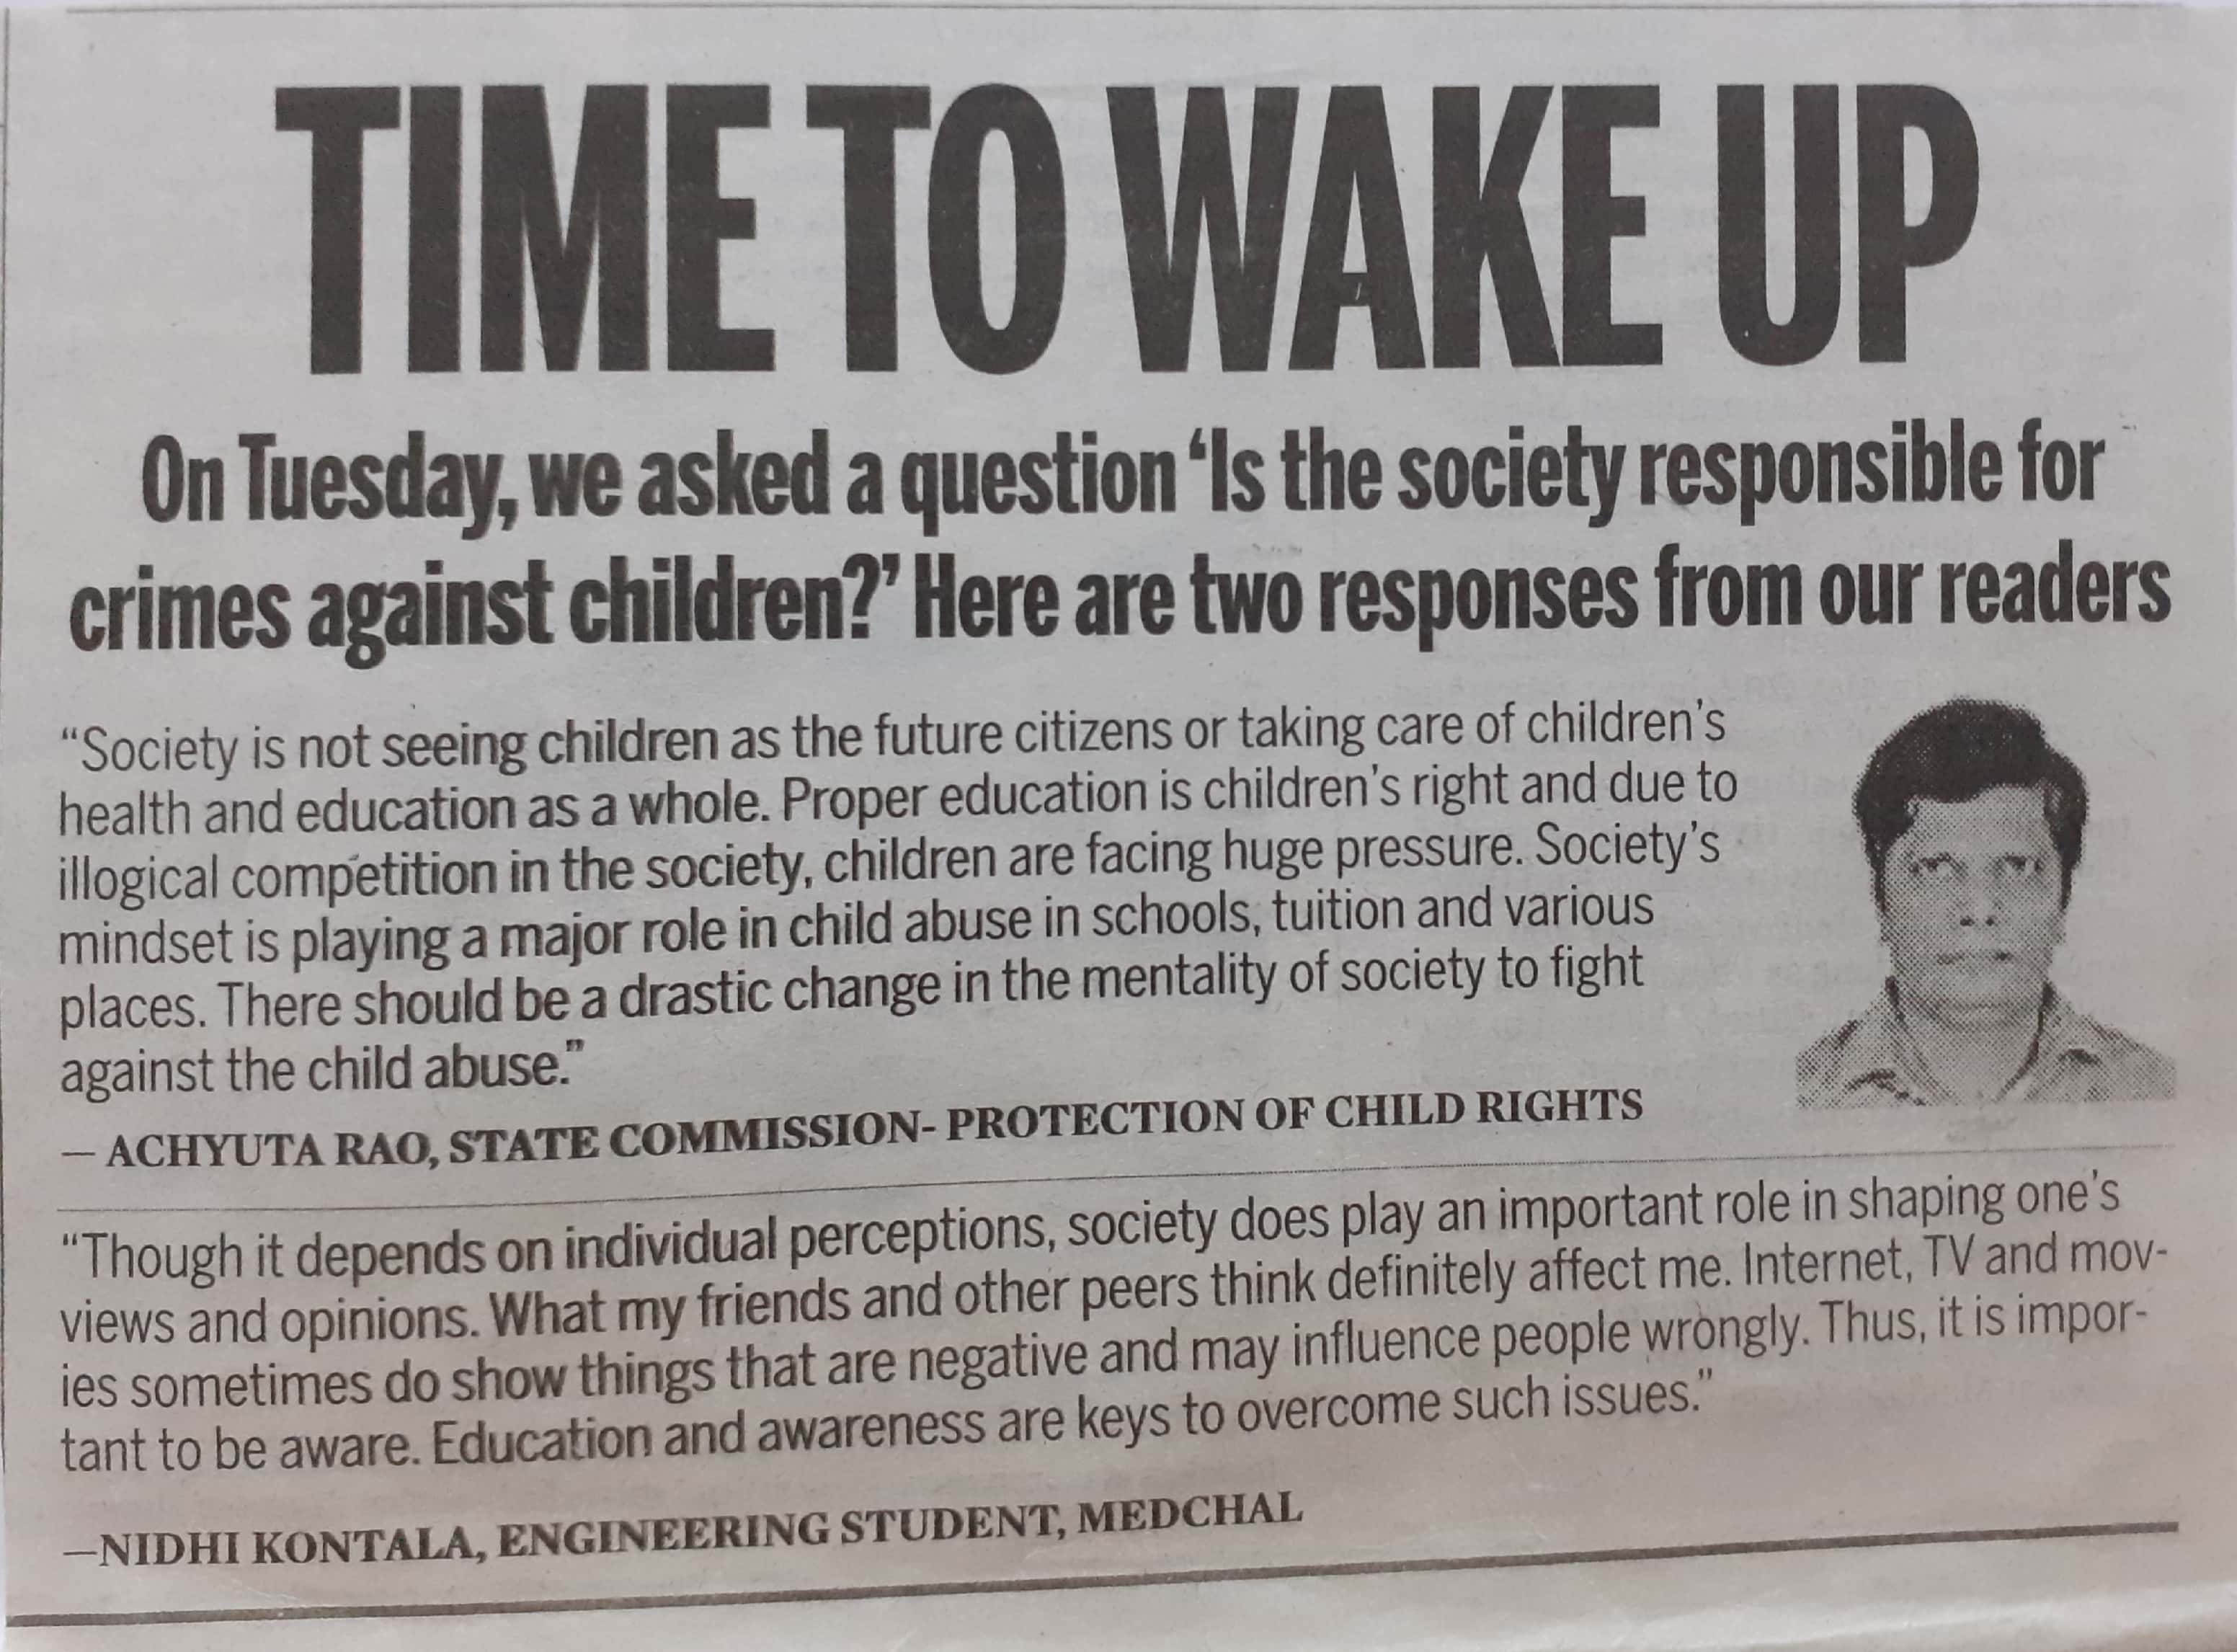 TIME TO WAKE UP
On Tuesday, we asked a question ‘Is the society responsible for
crimes against children?’ Here are two responses from our readers
“Society is not seeing children as the future citizens or taking care of children’s
health and education as a whole. Proper education is children’s right and due to
illogical competition in the society, children are facing huge pressure. Society’s
mindset is playing a major role in child abuse in schools, tuition and various
places. There should be a drastic change in the mentality of society to fight
against the child abuse.”
— ACHYUTA RAO, STATE COMMISSION- PROTECTION OF CHILD RIGHTS
“Though it depends on individual perceptions, society does play an important role in shaping one’s
views and opinions. What my friends and other peers think definitely affect me. Internet, TV and mov-
ies sometimes do show things that are negative and may influence people wrongly. Thus, it is impor-
tant to be aware. Education and awareness are keys to overcome such issues.”
—NIDHI KONTALA, ENGINEERING STUDENT, MEDCHAL